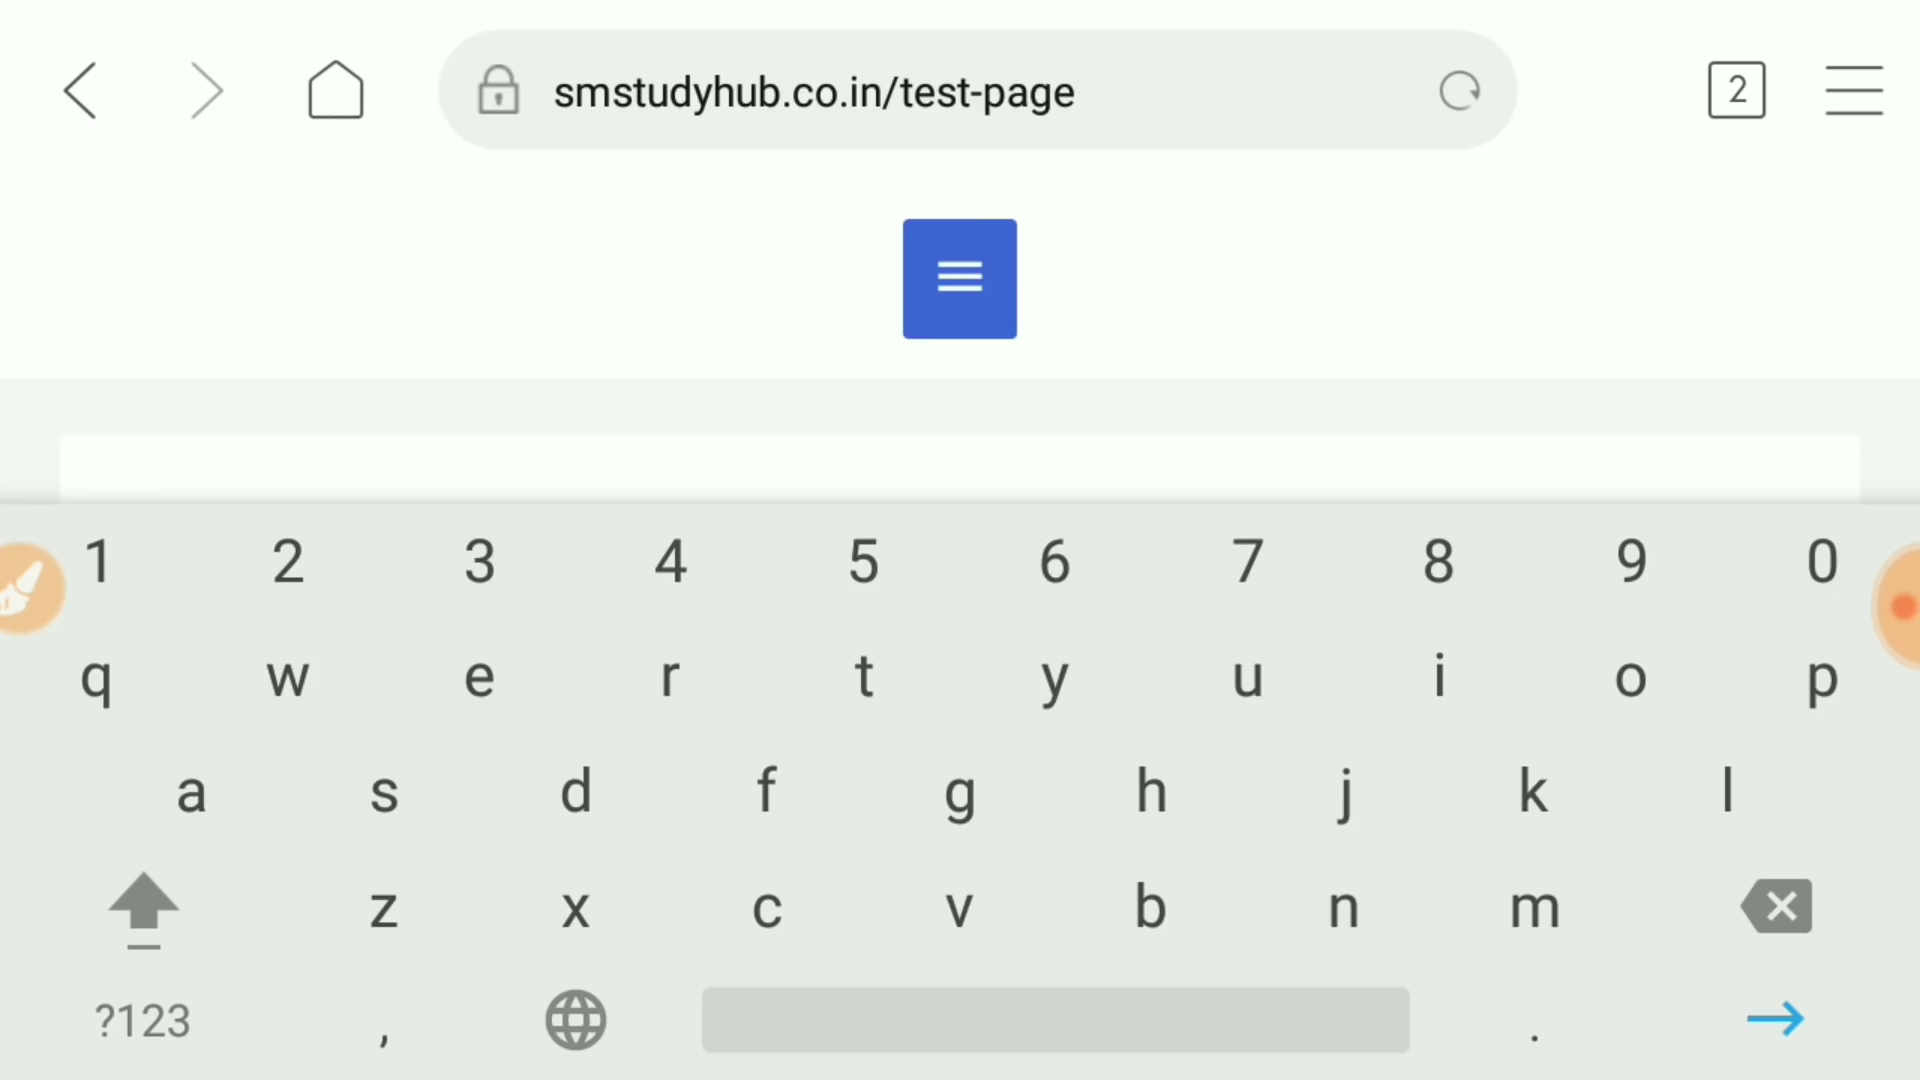 smstudyhub.co.in/test-page
2
1 2 3 4 5 6 7 8 9 0
q w e r t y u i o p
a s d f g h j k l
z x c v b n m
?123 , .